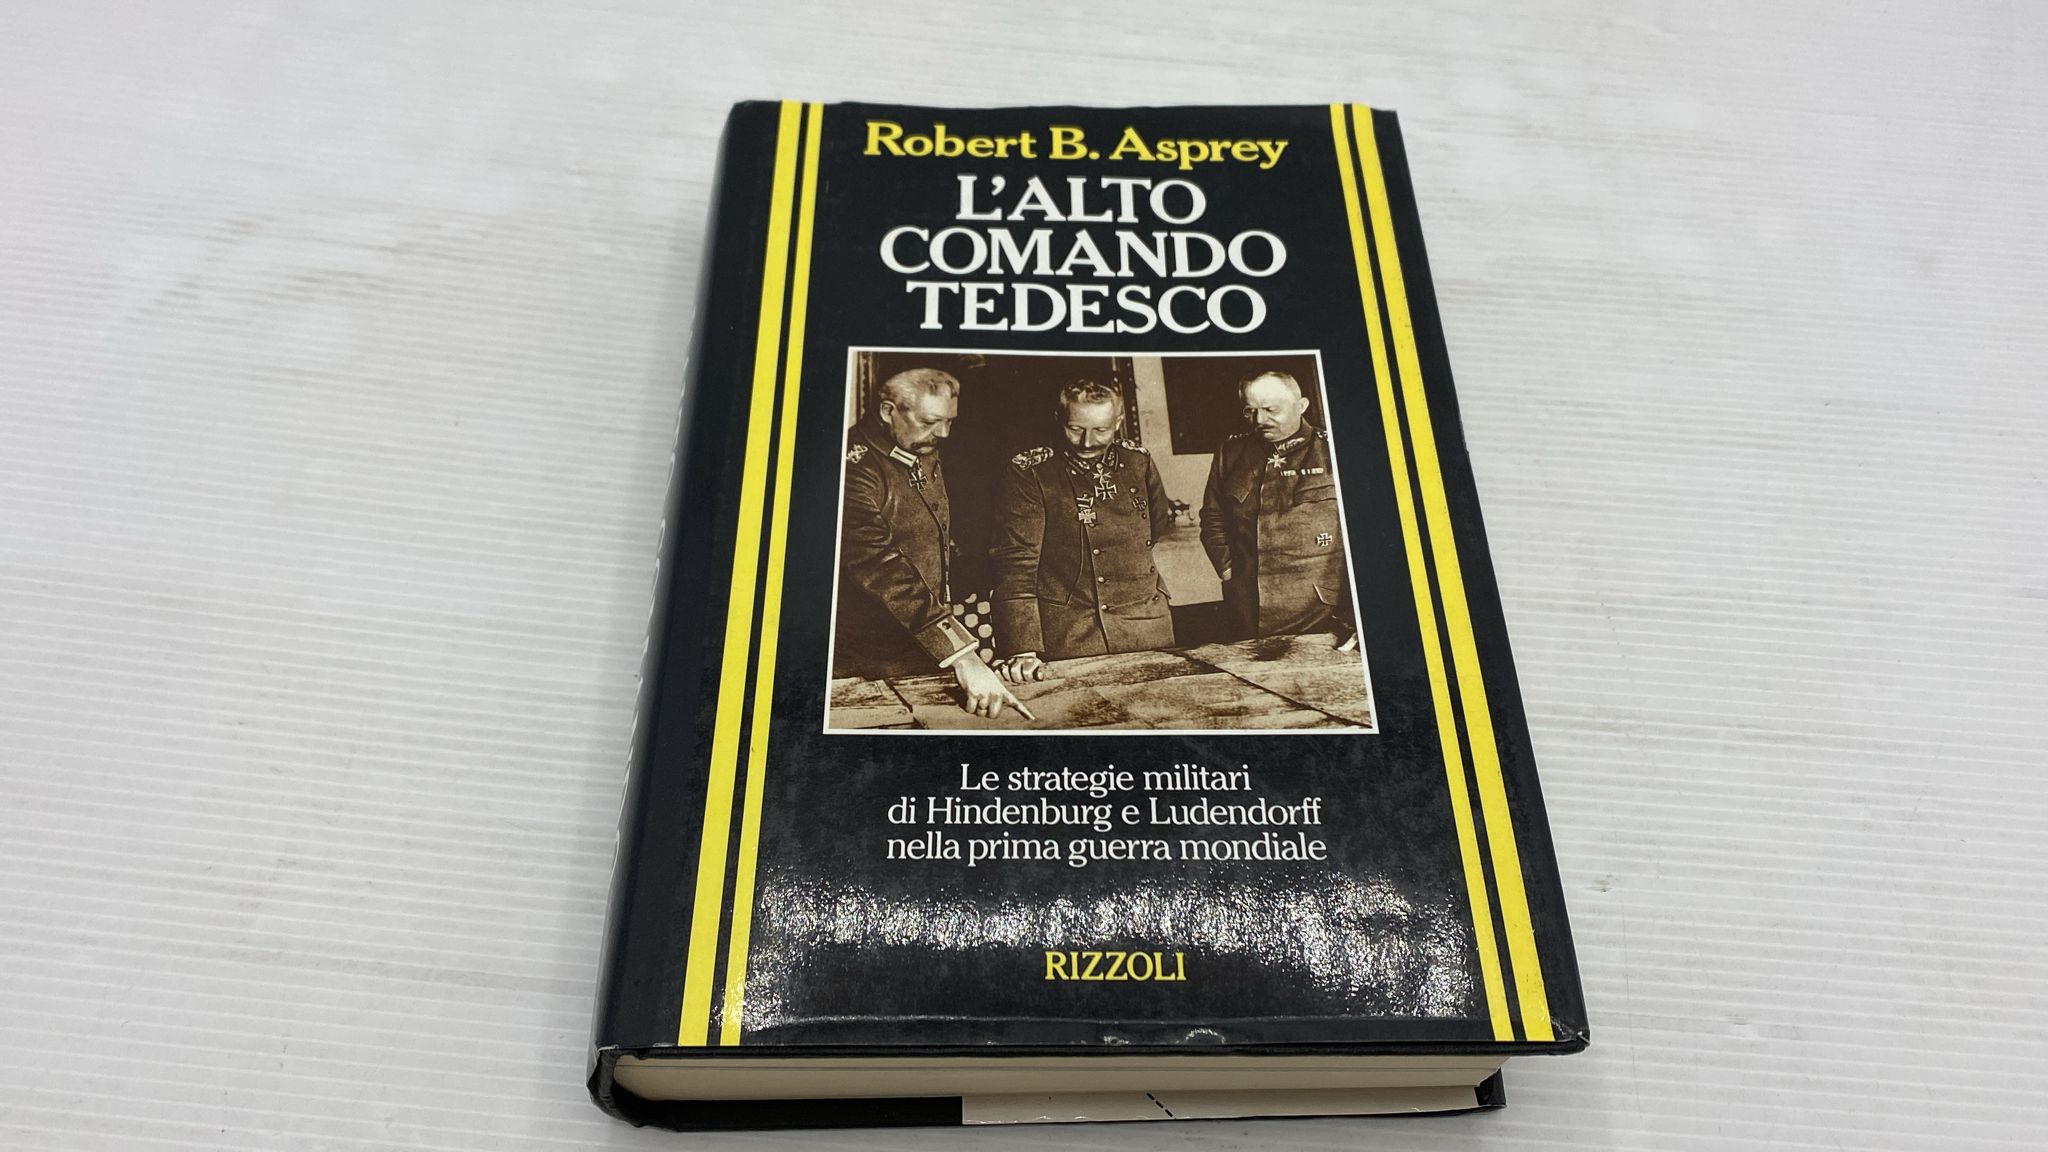 Robert B. Asprey
L'ALTO
COMANDO
TEDESCO
Le strategie militari
di Hindenburg e Ludendorff
nella prima guerra mondiale
RIZZOLI